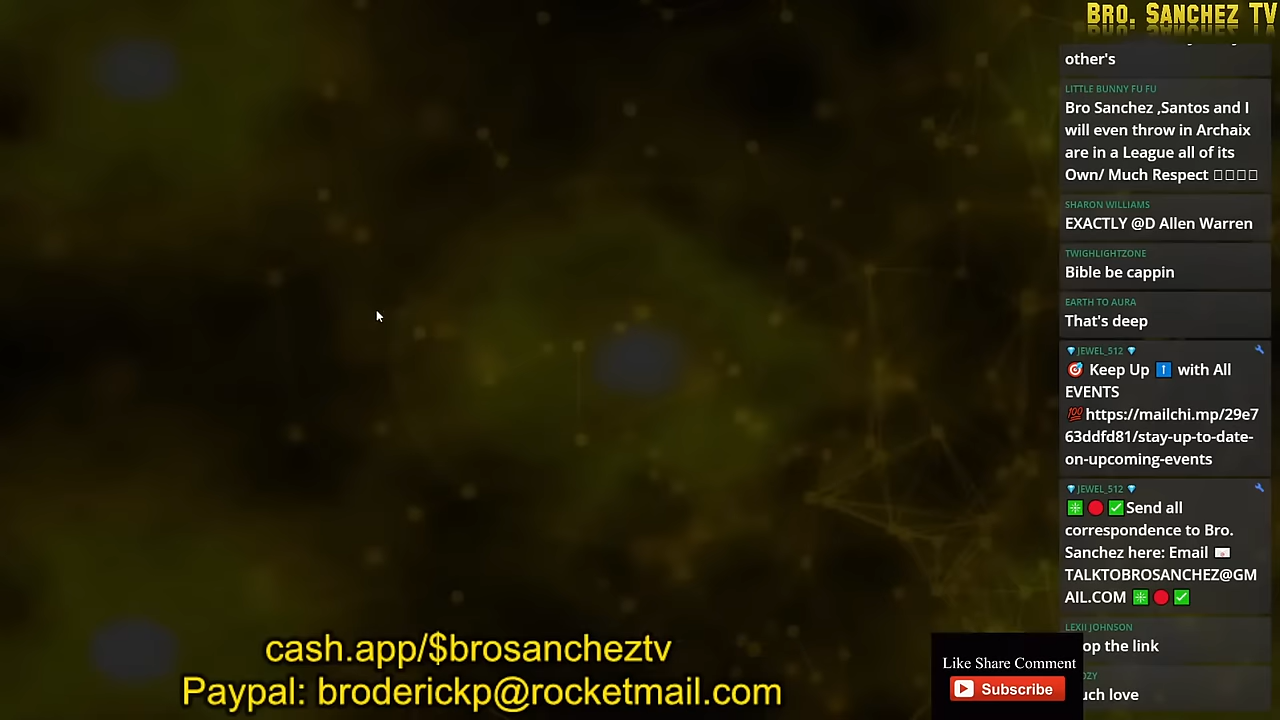 BRO. SANCHEZ TV
other's
LITTLE BUNNY FU FU
Bro Sanchez ,Santos and I
will even throw in Archaix
are in a League all of its
Own/ Much Respect
SHARON WILLIAMS
EXACTLY @D Allen Warren
TWIGHLIGHTZONE
Bible be cappin
EARTH TO AURA
That's deep
💎JEWEL_512 💎
🎯 Keep Up with All
EVENTS
💯https://mailchi.mp/29e7
63ddfd81/stay-up-to-date-
on-upcoming-events
💎JEWEL_512 💎
✳️ 🔴 ✅Send all
correspondence to Bro.
Sanchez here: Email 📧
TALKTOBROSANCHEZ@GM
AIL.COM ✳️ 🔴 ✅
LEXII JOHNSON
the link
love
cash.app/$brosancheztv
Paypal: broderickp@rocketmail.com
Like Share Comment
Subscribe